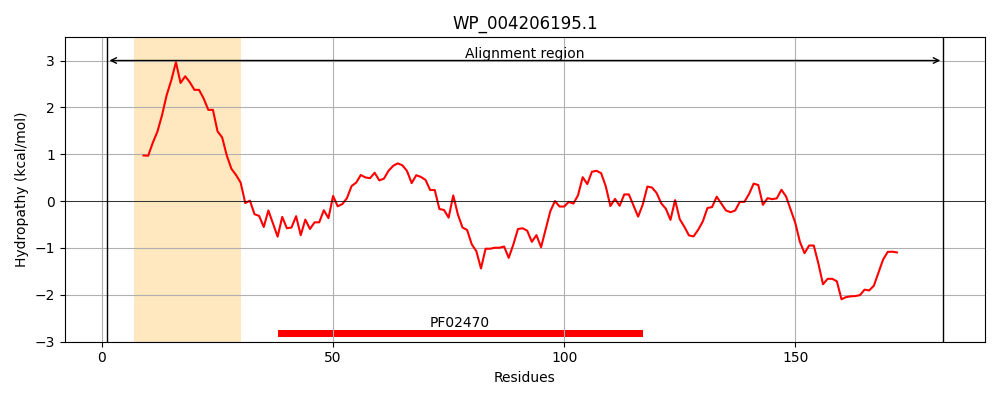 WP_004206195.1
Alignment region
3
2
1
0
−1
−2
−3
Hydropathy (kcal/mol)
PF02470
0 50 100 150
Residues